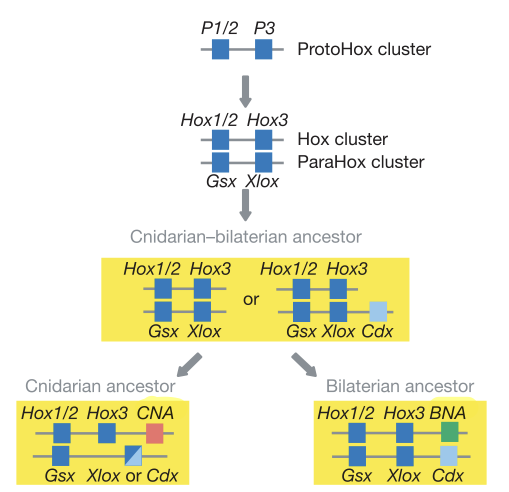 P1/2 P3
ProtoHox cluster
Hox1/2 Hox3
Hox cluster
ParaHox cluster
Gsx Xlox
Cnidarian–bilaterian ancestor
Hox1/2 Hox3 Hox1/2 Hox3
or
Gsx Xlox Gsx Xlox Cdx
Cnidarian ancestor Bilaterian ancestor
Hox1/2 Hox3 CNA Hox1/2 Hox3 BNA
Gsx Xlox or Cdx Gsx Xlox Cdx